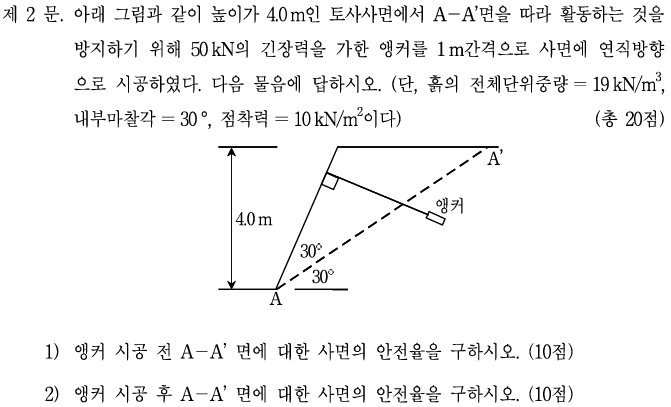 제 2 문. 아래 그림과 같이 높이가 4.0 m인 토사사면에서 A-A'면을 따라 활동하는 것을
방지하기 위해 50 kN의 긴장력을 가한 앵커를 1 m간격으로 사면에 연직방향
으로 시공하였다. 다음 물음에 답하시오. (단, 흙의 전체단위중량 = 19 kN/m³,
내부마찰각 = 30 °, 점착력 = 10 kN/m²이다) (총 20점)
A'
앵커
4.0 m
30°
30°
A
1) 앵커 시공 전 A-A' 면에 대한 사면의 안전율을 구하시오. (10점)
2) 앵커 시공 후 A-A' 면에 대한 사면의 안전율을 구하시오. (10점)